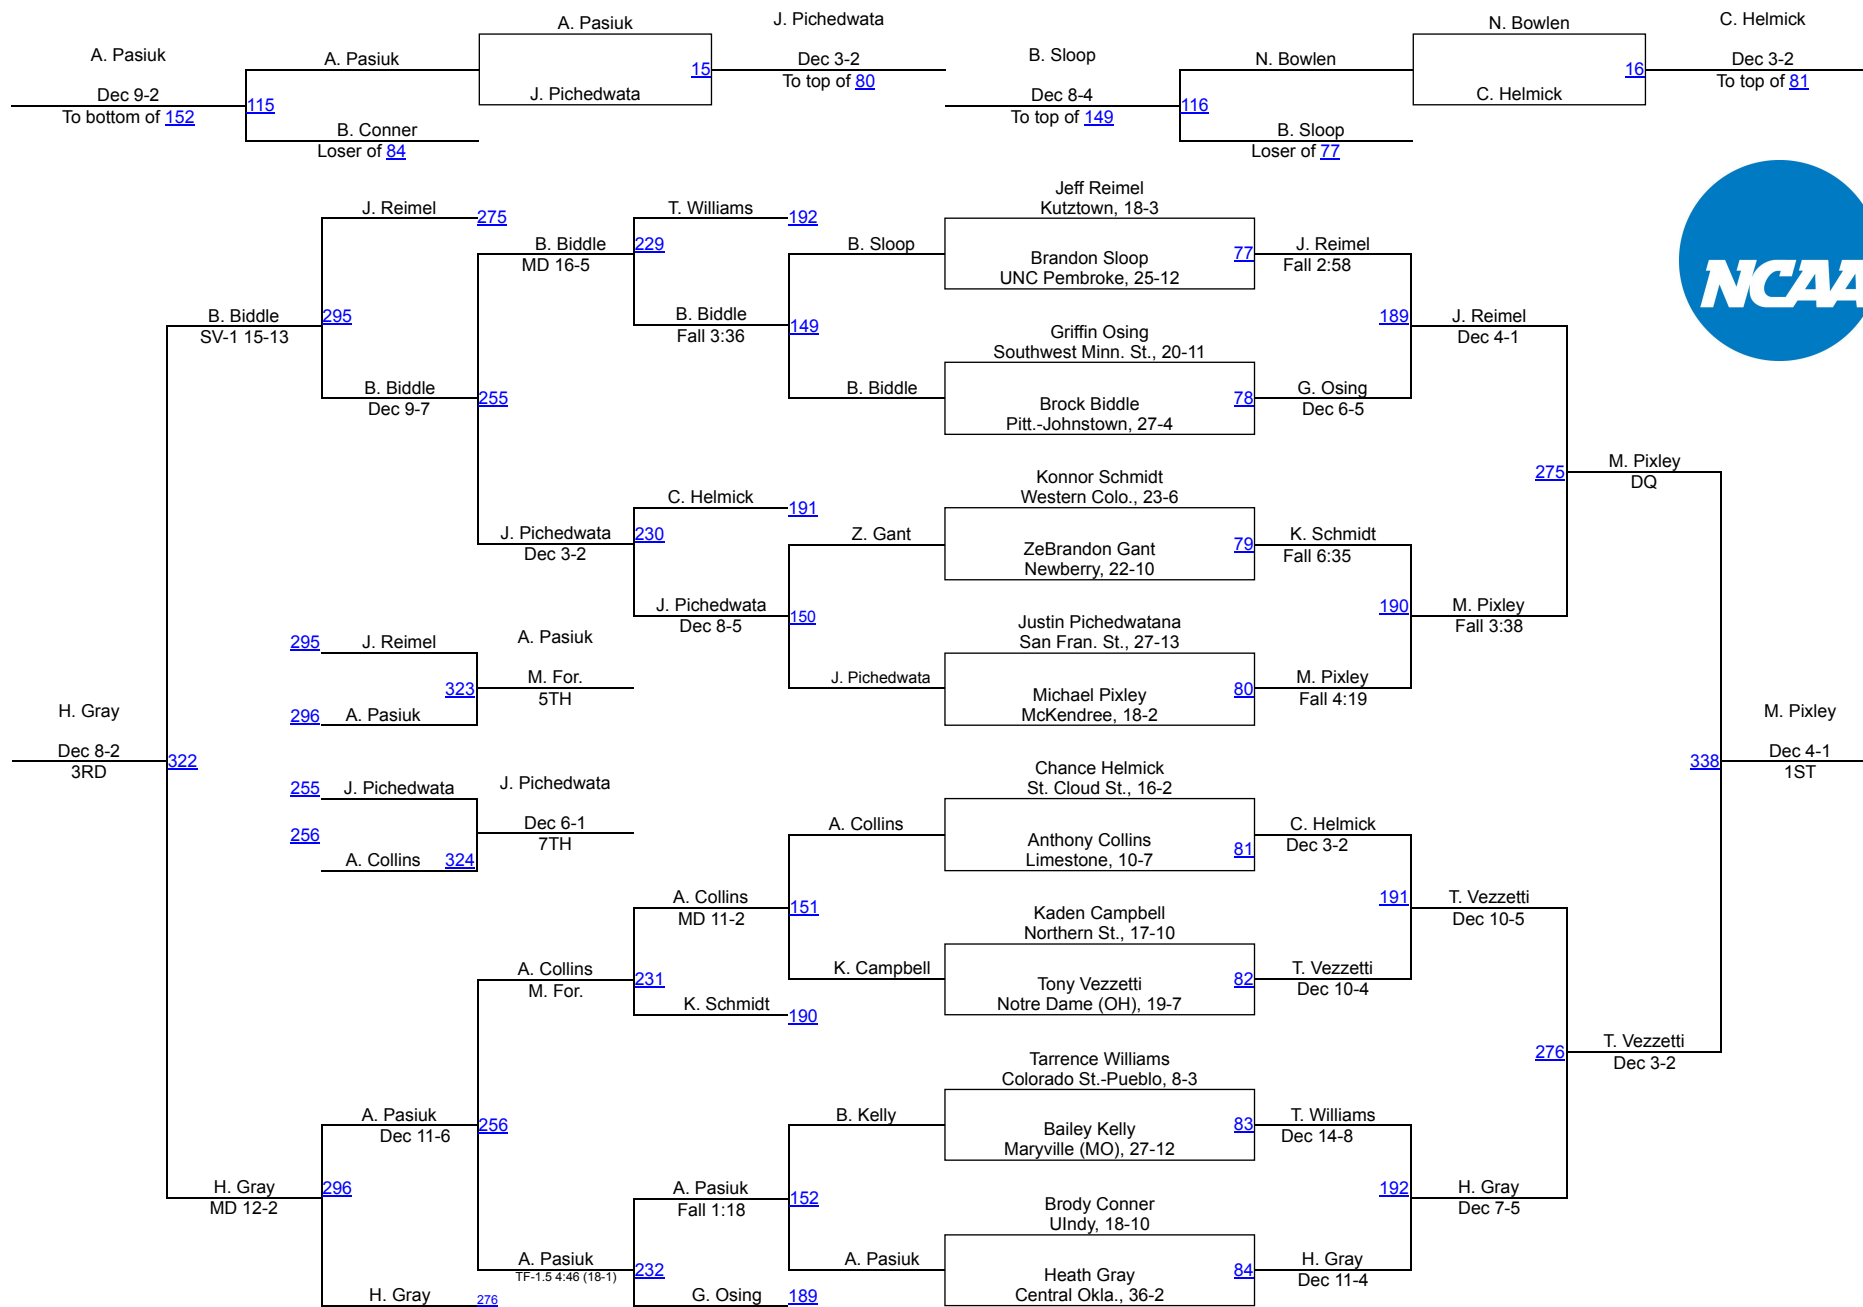 A. Pasiuk
J. Pichedwata
N. Bowlen
C. Helmick
A. Pasiuk
A. Pasiuk
15
Dec 3-2
B. Sloop
N. Bowlen
16
Dec 3-2
To top of 80
To top of 81
Dec 9-2
115
J. Pichedwata
Dec 8-4
116
C. Helmick
To bottom of 152
To top of 149
B. Conner
B. Sloop
Loser of 84
Loser of 77
NCAA
J. Reimel
275
T. Williams
192
Jeff Reimel
Kutztown, 18-3
B. Biddle
229
B. Sloop
Brandon Sloop
77
J. Reimel
MD 16-5
UNC Pembroke, 25-12
Fall 2:58
B. Biddle
295
B. Biddle
149
Griffin Osing
189
J. Reimel
SV-1 15-13
Fall 3:36
Southwest Minn. St., 20-11
Dec 4-1
B. Biddle
255
B. Biddle
Brock Biddle
78
G. Osing
Dec 9-7
Pitt.-Johnstown, 27-4
Dec 6-5
C. Helmick
191
Konnor Schmidt
275
M. Pixley
Western Colo., 23-6
DQ
J. Pichedwata
230
Z. Gant
ZeBrandon Gant
79
K. Schmidt
Dec 3-2
Newberry, 22-10
Fall 6:35
J. Pichedwata
150
Justin Pichedwatana
190
M. Pixley
Dec 8-5
San Fran. St., 27-13
Fall 3:38
295
J. Reimel
A. Pasiuk
323
M. For.
J. Pichedwata
Michael Pixley
80
M. Pixley
5TH
McKendree, 18-2
Fall 4:19
296
A. Pasiuk
H. Gray
M. Pixley
Dec 8-2
322
338
Dec 4-1
3RD
1ST
255
J. Pichedwata
J. Pichedwata
Chance Helmick
St. Cloud St., 16-2
256
Dec 6-1
A. Collins
Anthony Collins
81
C. Helmick
7TH
Limestone, 10-7
Dec 3-2
A. Collins
324
A. Collins
151
Kaden Campbell
191
T. Vezzetti
MD 11-2
Northern St., 17-10
Dec 10-5
A. Collins
231
K. Campbell
Tony Vezzetti
82
T. Vezzetti
M. For.
Notre Dame (OH), 19-7
Dec 10-4
K. Schmidt
190
Tarrence Williams
276
T. Vezzetti
Colorado St.-Pueblo, 8-3
Dec 3-2
A. Pasiuk
256
B. Kelly
Bailey Kelly
83
T. Williams
Dec 11-6
Maryville (MO), 27-12
Dec 14-8
H. Gray
296
A. Pasiuk
152
Brody Conner
192
H. Gray
MD 12-2
Fall 1:18
UIndy, 18-10
Dec 7-5
A. Pasiuk
232
A. Pasiuk
Heath Gray
84
H. Gray
TF-1.5 4:46 (18-1)
Central Okla., 36-2
Dec 11-4
H. Gray
276
G. Osing
189